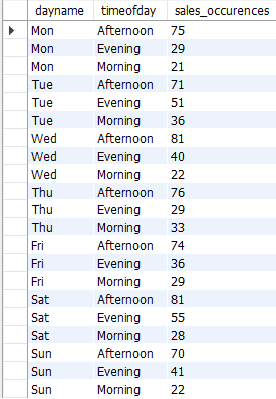 dayname timeofday sales_occurences
Mon Afternoon 75
Mon Evening 29
Mon Morning 21
Tue Afternoon 71
Tue Evening 51
Tue Morning 36
Wed Afternoon 81
Wed Evening 40
Wed Morning 22
Thu Afternoon 76
Thu Evening 29
Thu Morning 33
Fri Afternoon 74
Fri Evening 36
Fri Morning 29
Sat Afternoon 81
Sat Evening 55
Sat Morning 28
Sun Afternoon 70
Sun Evening 41
Sun Morning 22